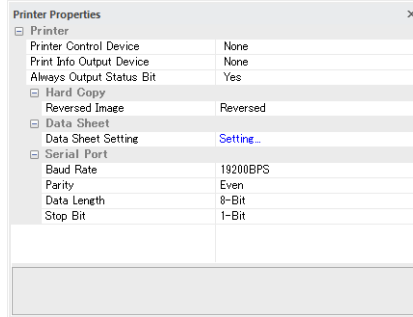 Printer Properties
Printer
Printer Control Device None
Print Info Output Device None
Always Output Status Bit Yes
Hard Copy
Reversed Image Reversed
Data Sheet
Data Sheet Setting Setting...
Serial Port
Baud Rate 19200BPS
Parity Even
Data Length 8-Bit
Stop Bit 1-Bit